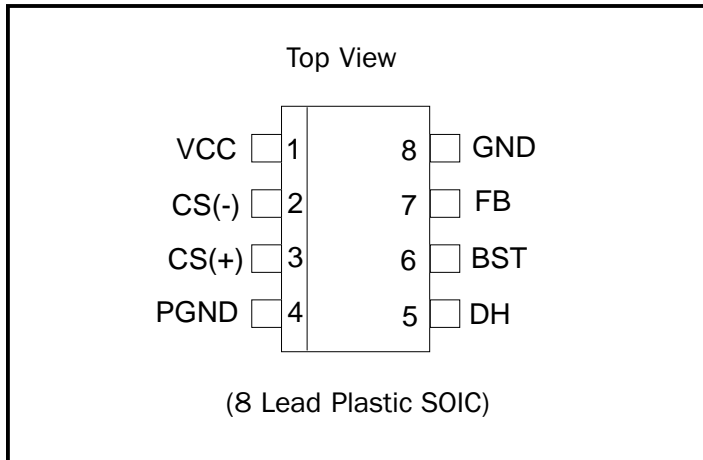 Top View
VCC 1 8 GND
CS(-) 2 7 FB
CS(+) 3 6 BST
PGND 4 5 DH
(8 Lead Plastic SOIC)